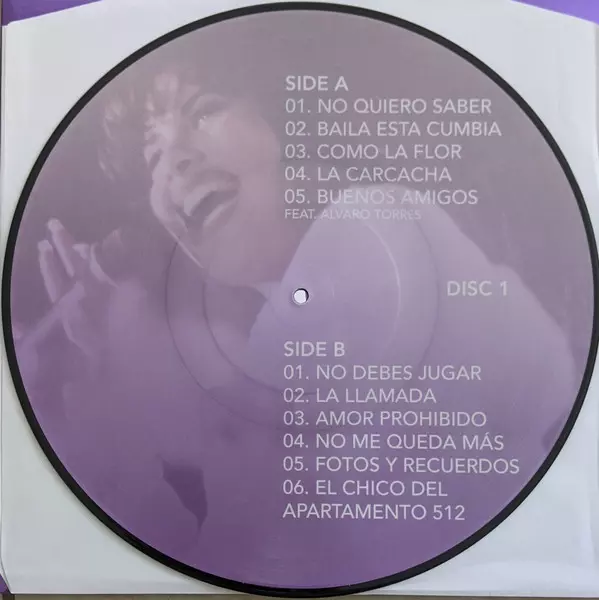 SIDE A
01. NO QUIERO SABER
02. BAILA ESTA CUMBIA
03. COMO LA FLOR
04. LA CARCACHA
05. BUENOS AMIGOS
FEAT. ALVARO TORRES
DISC 1
SIDE B
01. NO DEBES JUGAR
02. LA LLAMADA
03. AMOR PROHIBIDO
04. NO ME QUEDA MÁS
05. FOTOS Y RECUERDOS
06. EL CHICO DEL
APARTAMENTO 512